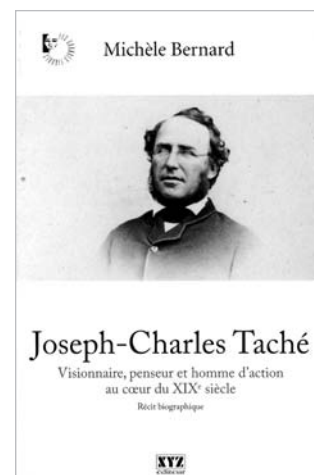 Michèle Bernard
Joseph-Charles Taché
Visionnaire, penseur et homme d'action
au cœur du XIXᵉ siècle
Récit biographique
XYZ
éditeur